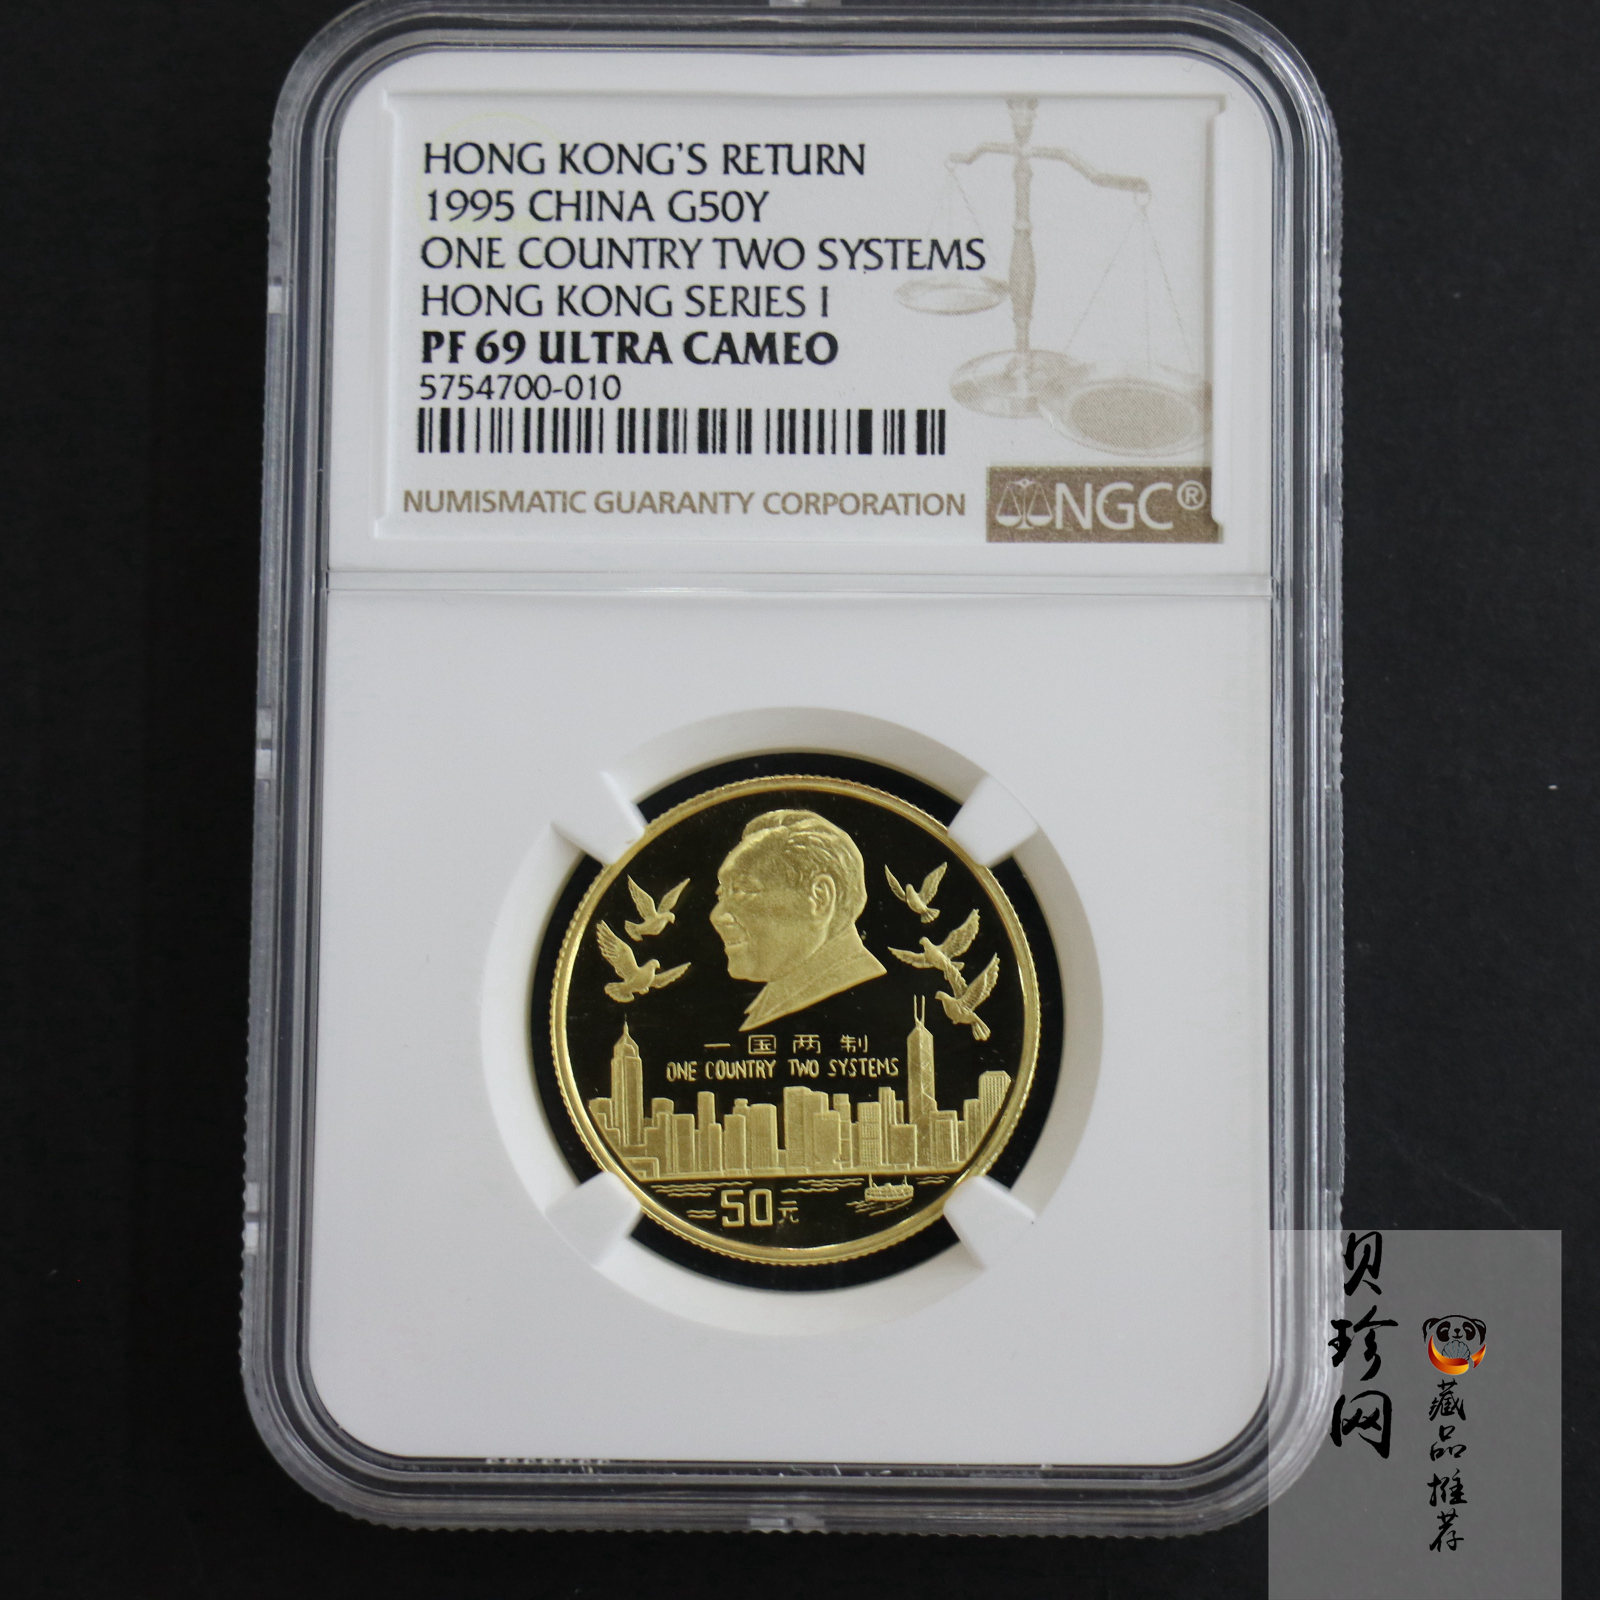 HONG KONG'S RETURN
1995 CHINA G50Y
ONE COUNTRY TWO SYSTEMS
HONG KONG SERIES I
PF 69 ULTRA CAMEO
5754700-010
NUMISMATIC GUARANTY CORPORATION
NGC®
一国两制
ONE COUNTRY TWO SYSTEMS
50元
贝珍网
藏品推荐